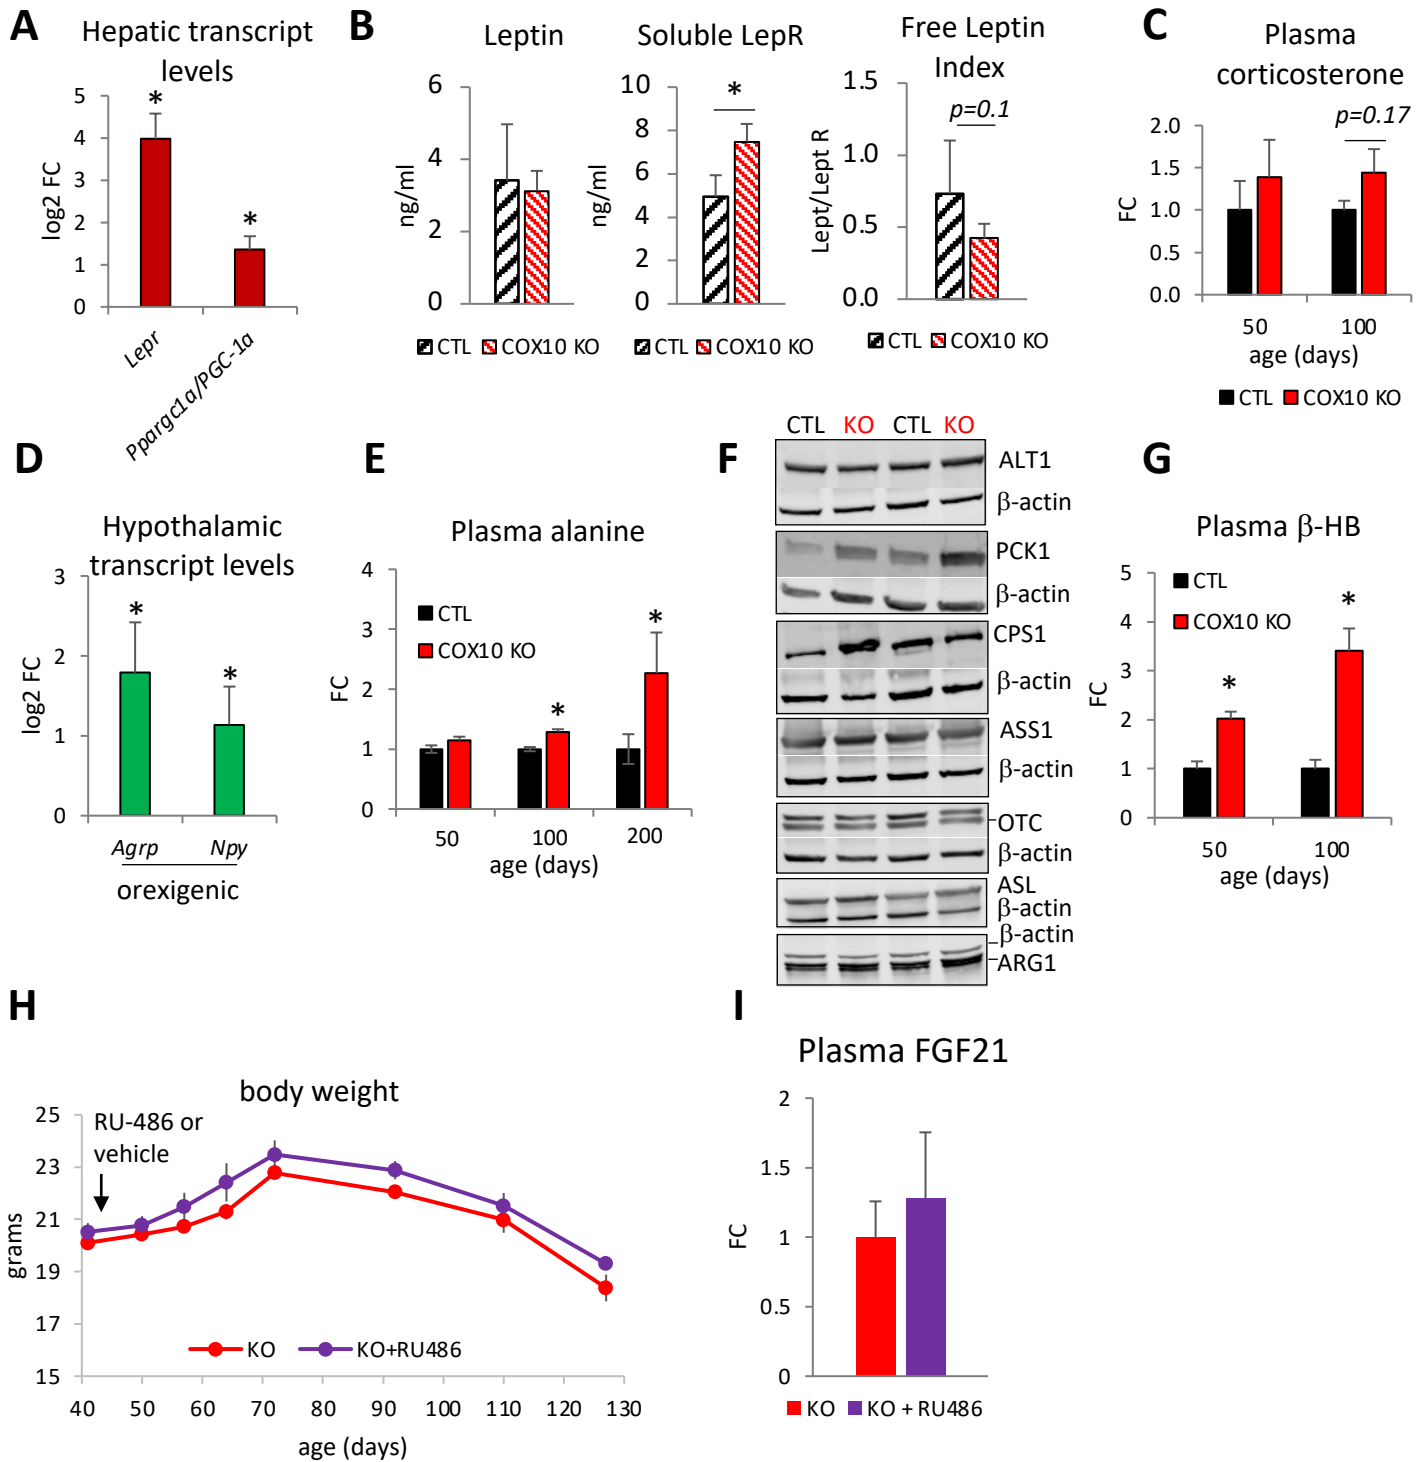 A
Hepatic transcript
levels
5
4
3
2
1
0
log2 FC
*
*
Lepr
Ppargc1a/PGC-1a
B
Leptin
6
4
2
0
ng/ml
CTL COX10 KO
Soluble LepR
10
8
6
4
2
0
ng/ml
*
CTL COX10 KO
Free Leptin
Index
1.5
1.0
0.5
0.0
Lept/Lept R
p=0.1
CTL COX10 KO
C
Plasma
corticosterone
p=0.17
2.0
1.5
1.0
0.5
0.0
FC
50 100
age (days)
CTL COX10 KO
D
Hypothalamic
transcript levels
3
2
1
0
log2 FC
*
*
Agrp Npy
orexigenic
E
Plasma alanine
4
3
2
1
0
FC
CTL
COX10 KO
*
*
50 100 200
age (days)
F
CTL KO CTL KO
ALT1
β-actin
PCK1
β-actin
CPS1
β-actin
ASS1
β-actin
OTC
β-actin
ASL
β-actin
β-actin
ARG1
G
Plasma β-HB
5
4
3
2
1
0
FC
CTL
COX10 KO
*
*
50 100
age (days)
H
body weight
25
23
21
19
17
15
grams
RU-486 or
vehicle
KO KO+RU486
40 50 60 70 80 90 100 110 120 130
age (days)
I
Plasma FGF21
2
1.5
1
0.5
0
FC
KO KO + RU486